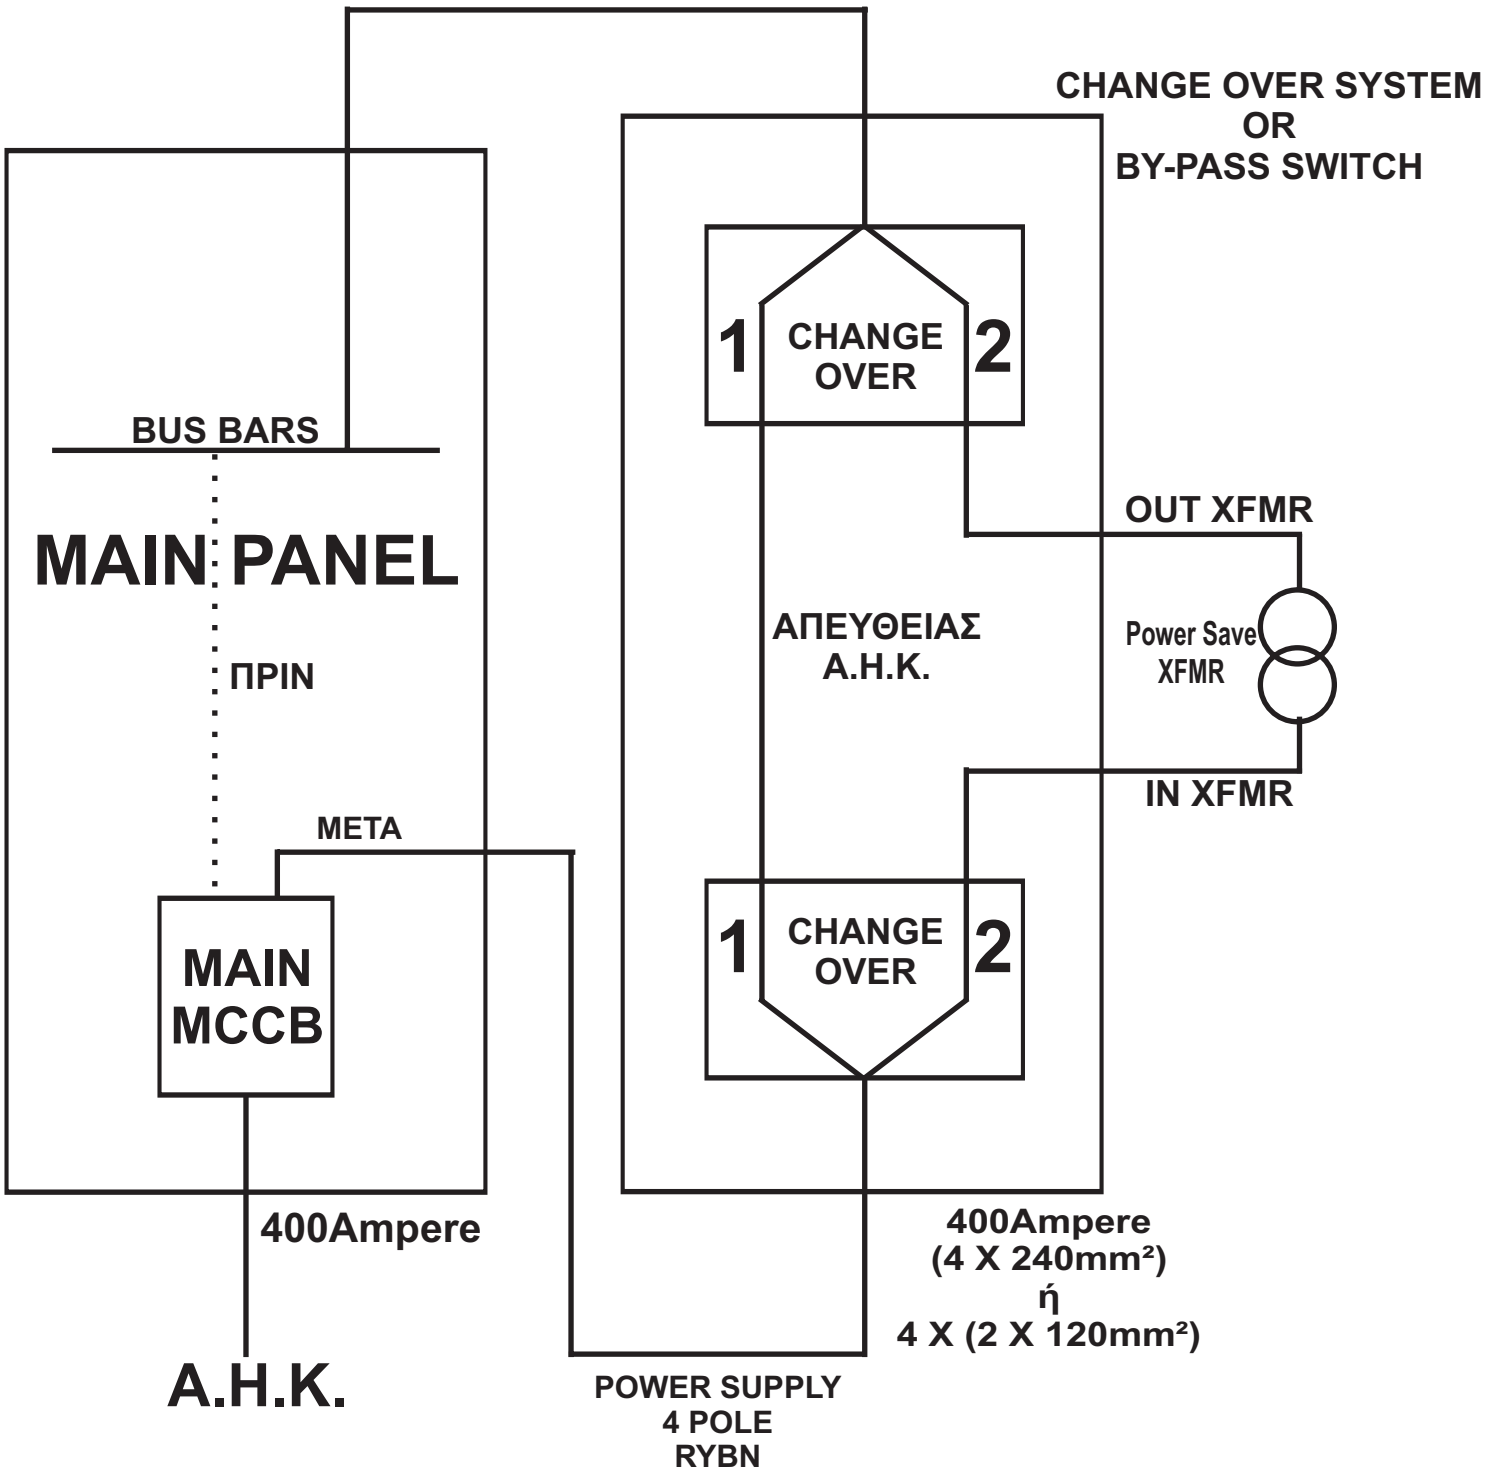 CHANGE OVER SYSTEM
OR
BY-PASS SWITCH
1
CHANGE
OVER
2
BUS BARS
MAIN PANEL
OUT XFMR
ΑΠΕΥΘΕΙΑΣ
Α.Η.Κ.
Power Save
XFMR
ΠΡΙΝ
IN XFMR
ΜΕΤΑ
1
CHANGE
OVER
2
MAIN
MCCB
400Ampere
400Ampere
(4 X 240mm²)
ή
4 X (2 X 120mm²)
Α.Η.Κ.
POWER SUPPLY
4 POLE
RYBN